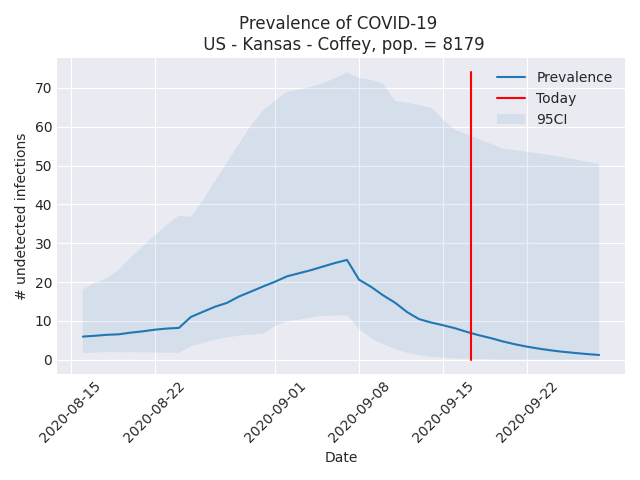 Prevalence of COVID-19
US - Kansas - Coffey, pop. = 8179
# undetected infections
70
60
50
40
30
20
10
0
Prevalence
Today
95CI
2020-08-15
2020-08-22
2020-09-01
2020-09-08
2020-09-15
2020-09-22
Date